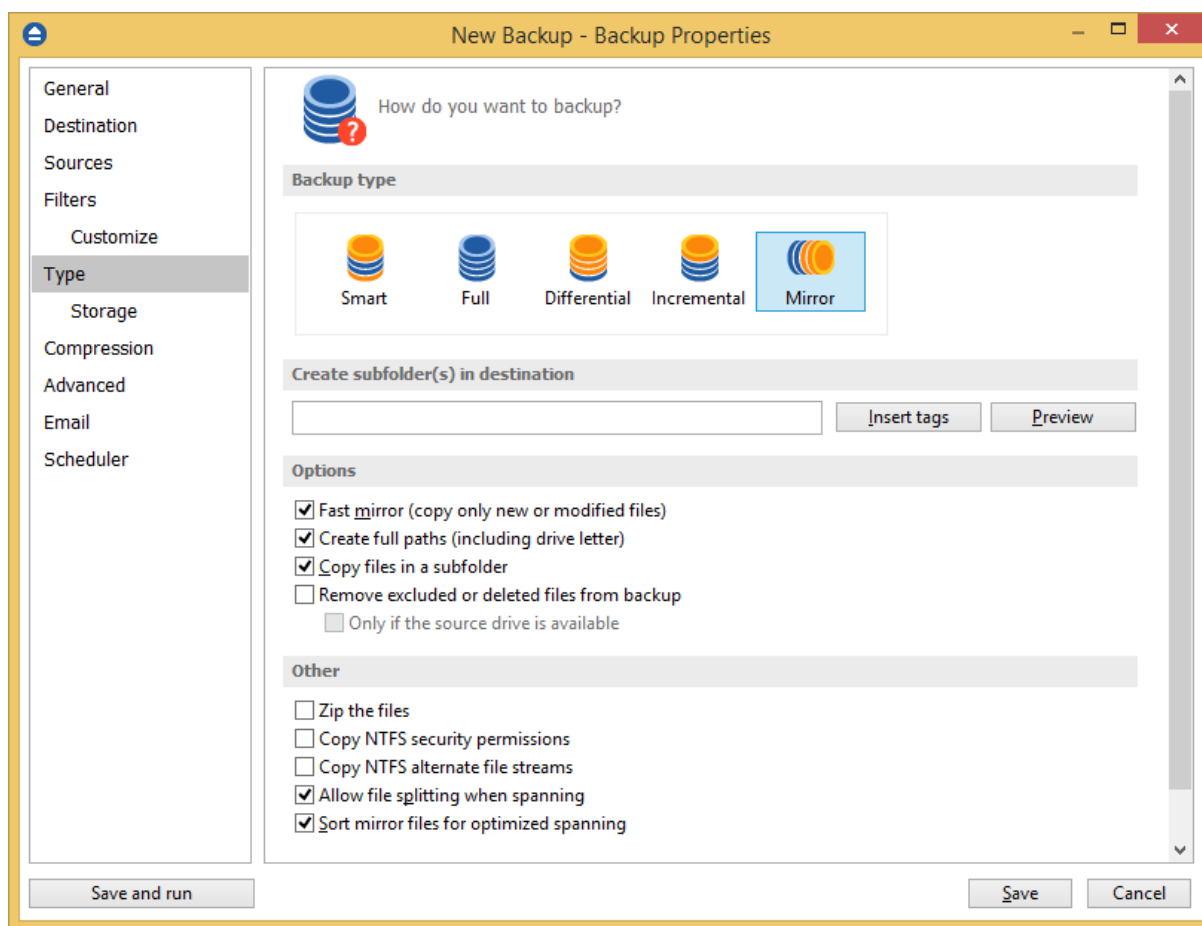 New Backup - Backup Properties
General
Destination
Sources
Filters
Customize
Type
Storage
Compression
Advanced
Email
Scheduler
How do you want to backup?
Backup type
Smart Full Differential Incremental Mirror
Create subfolder(s) in destination
Insert tags Preview
Options
Fast mirror (copy only new or modified files)
Create full paths (including drive letter)
Copy files in a subfolder
Remove excluded or deleted files from backup
Only if the source drive is available
Other
Zip the files
Copy NTFS security permissions
Copy NTFS alternate file streams
Allow file splitting when spanning
Sort mirror files for optimized spanning
Save and run Save Cancel